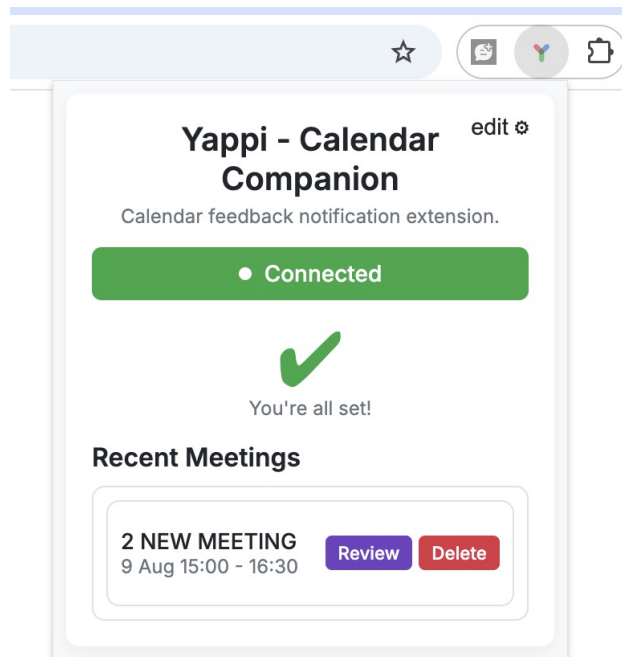 edit ⚙
Yappi - Calendar
Companion
Calendar feedback notification extension.
Connected
You're all set!
Recent Meetings
2 NEW MEETING
9 Aug 15:00 - 16:30
Review
Delete